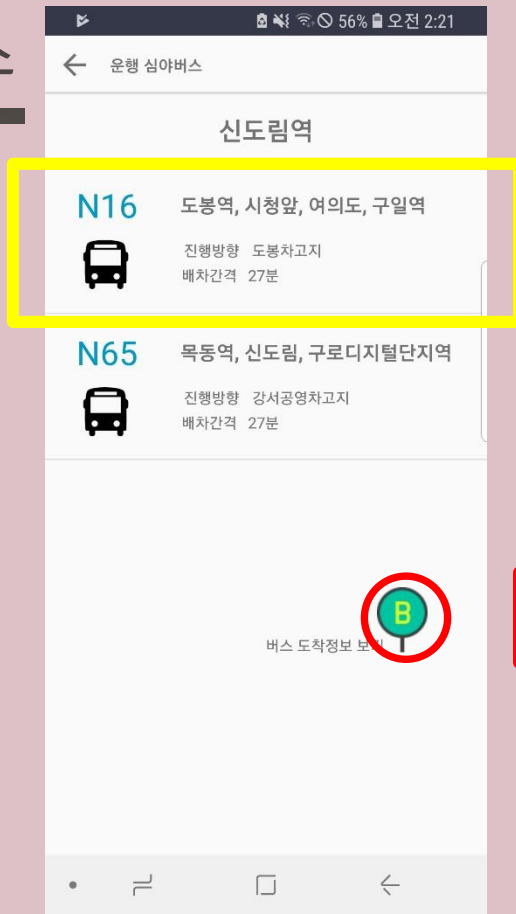 56% 오전 2:21
운행 심야버스
신도림역
N16 도봉역, 시청앞, 여의도, 구일역
진행방향 도봉차고지
배차간격 27분
N65 목동역, 신도림, 구로디지털단지역
진행방향 강서공영차고지
배차간격 27분
B
버스 도착정보 보기